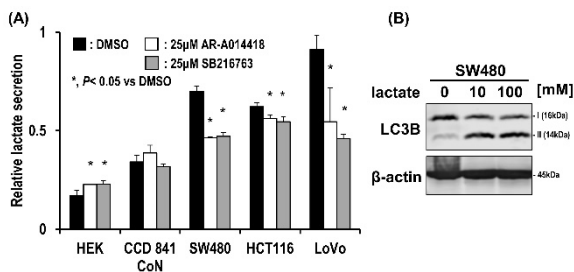 (A)
■ : DMSO □ : 25µM AR-A014418
■ : 25µM SB216763
*, P< 0.05 vs DMSO
Relative lactate secretion
1
0.5
0
* *
* *
* *
* *
HEK CCD 841 CoN SW480 HCT116 LoVo
(B)
SW480
lactate 0 10 100 [mM]
LC3B
- I (16kDa)
- II (14kDa)
β-actin
- 45kDa